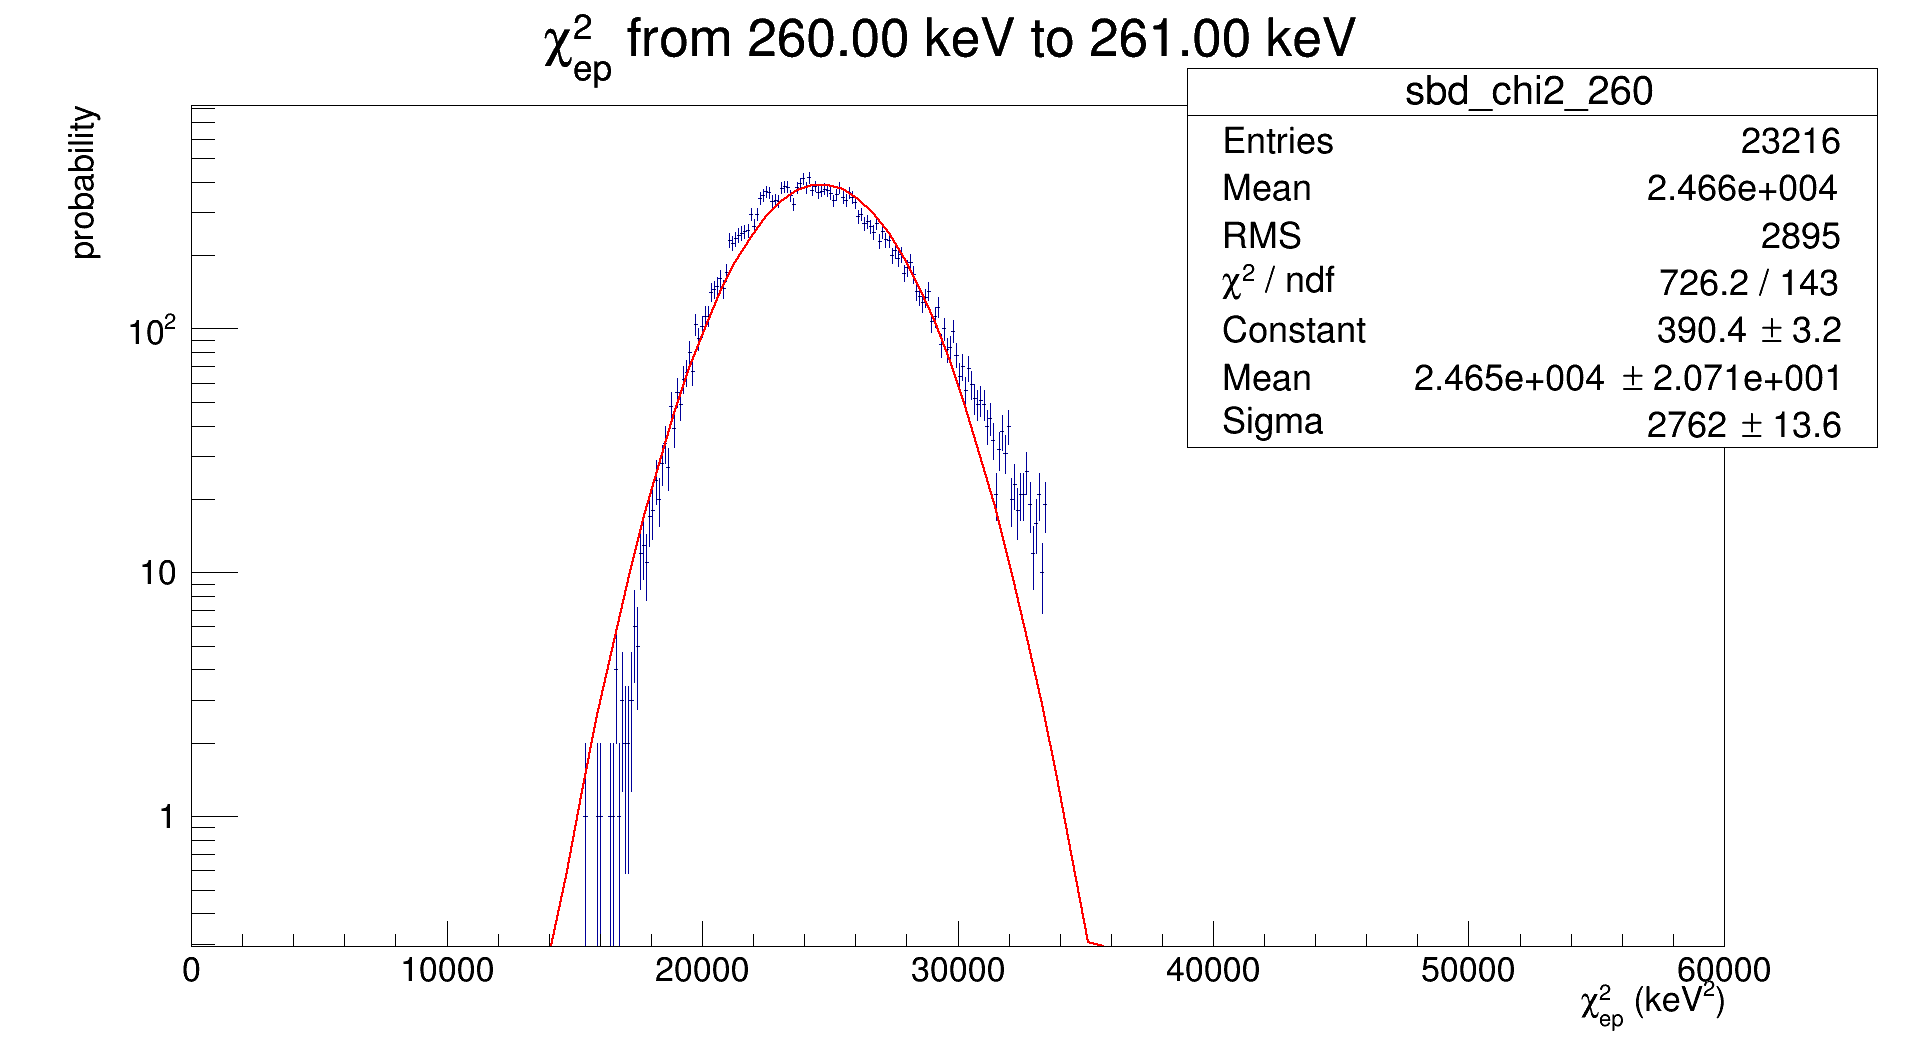 χ²ep from 260.00 keV to 261.00 keV
sbd_chi2_260
Entries 23216
Mean 2.466e+004
RMS 2895
χ² / ndf 726.2 / 143
Constant 390.4 ± 3.2
Mean 2.465e+004 ± 2.071e+001
Sigma 2762 ± 13.6
probability
10²
10
1
0 10000 20000 30000 40000 50000 60000
χ²ep (keV²)